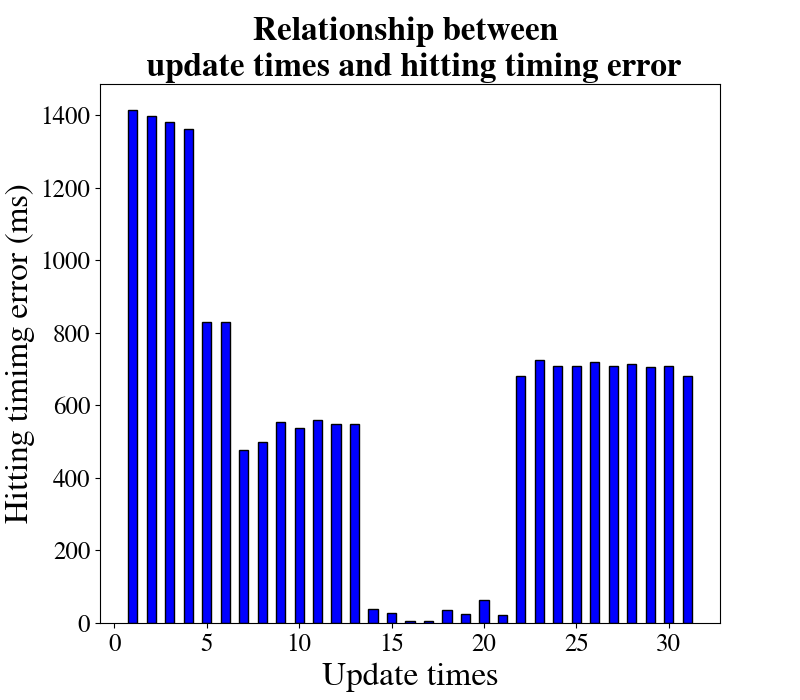 Relationship between
update times and hitting timing error
Hitting timimg error (ms)
1400
1200
1000
800
600
400
200
0
0 5 10 15 20 25 30
Update times